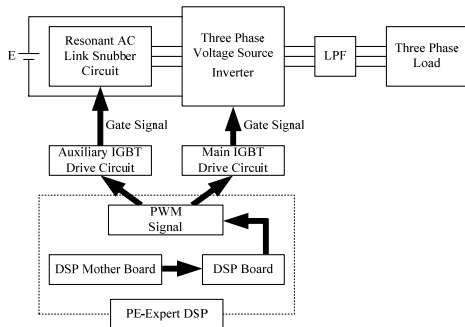 E
Resonant AC
Link Snubber
Circuit
Three Phase
Voltage Source
Inverter
LPF
Three Phase
Load
Gate Signal
Gate Signal
Auxiliary IGBT
Drive Circuit
Main IGBT
Drive Circuit
PWM
Signal
DSP Mother Board
DSP Board
PE-Expert DSP